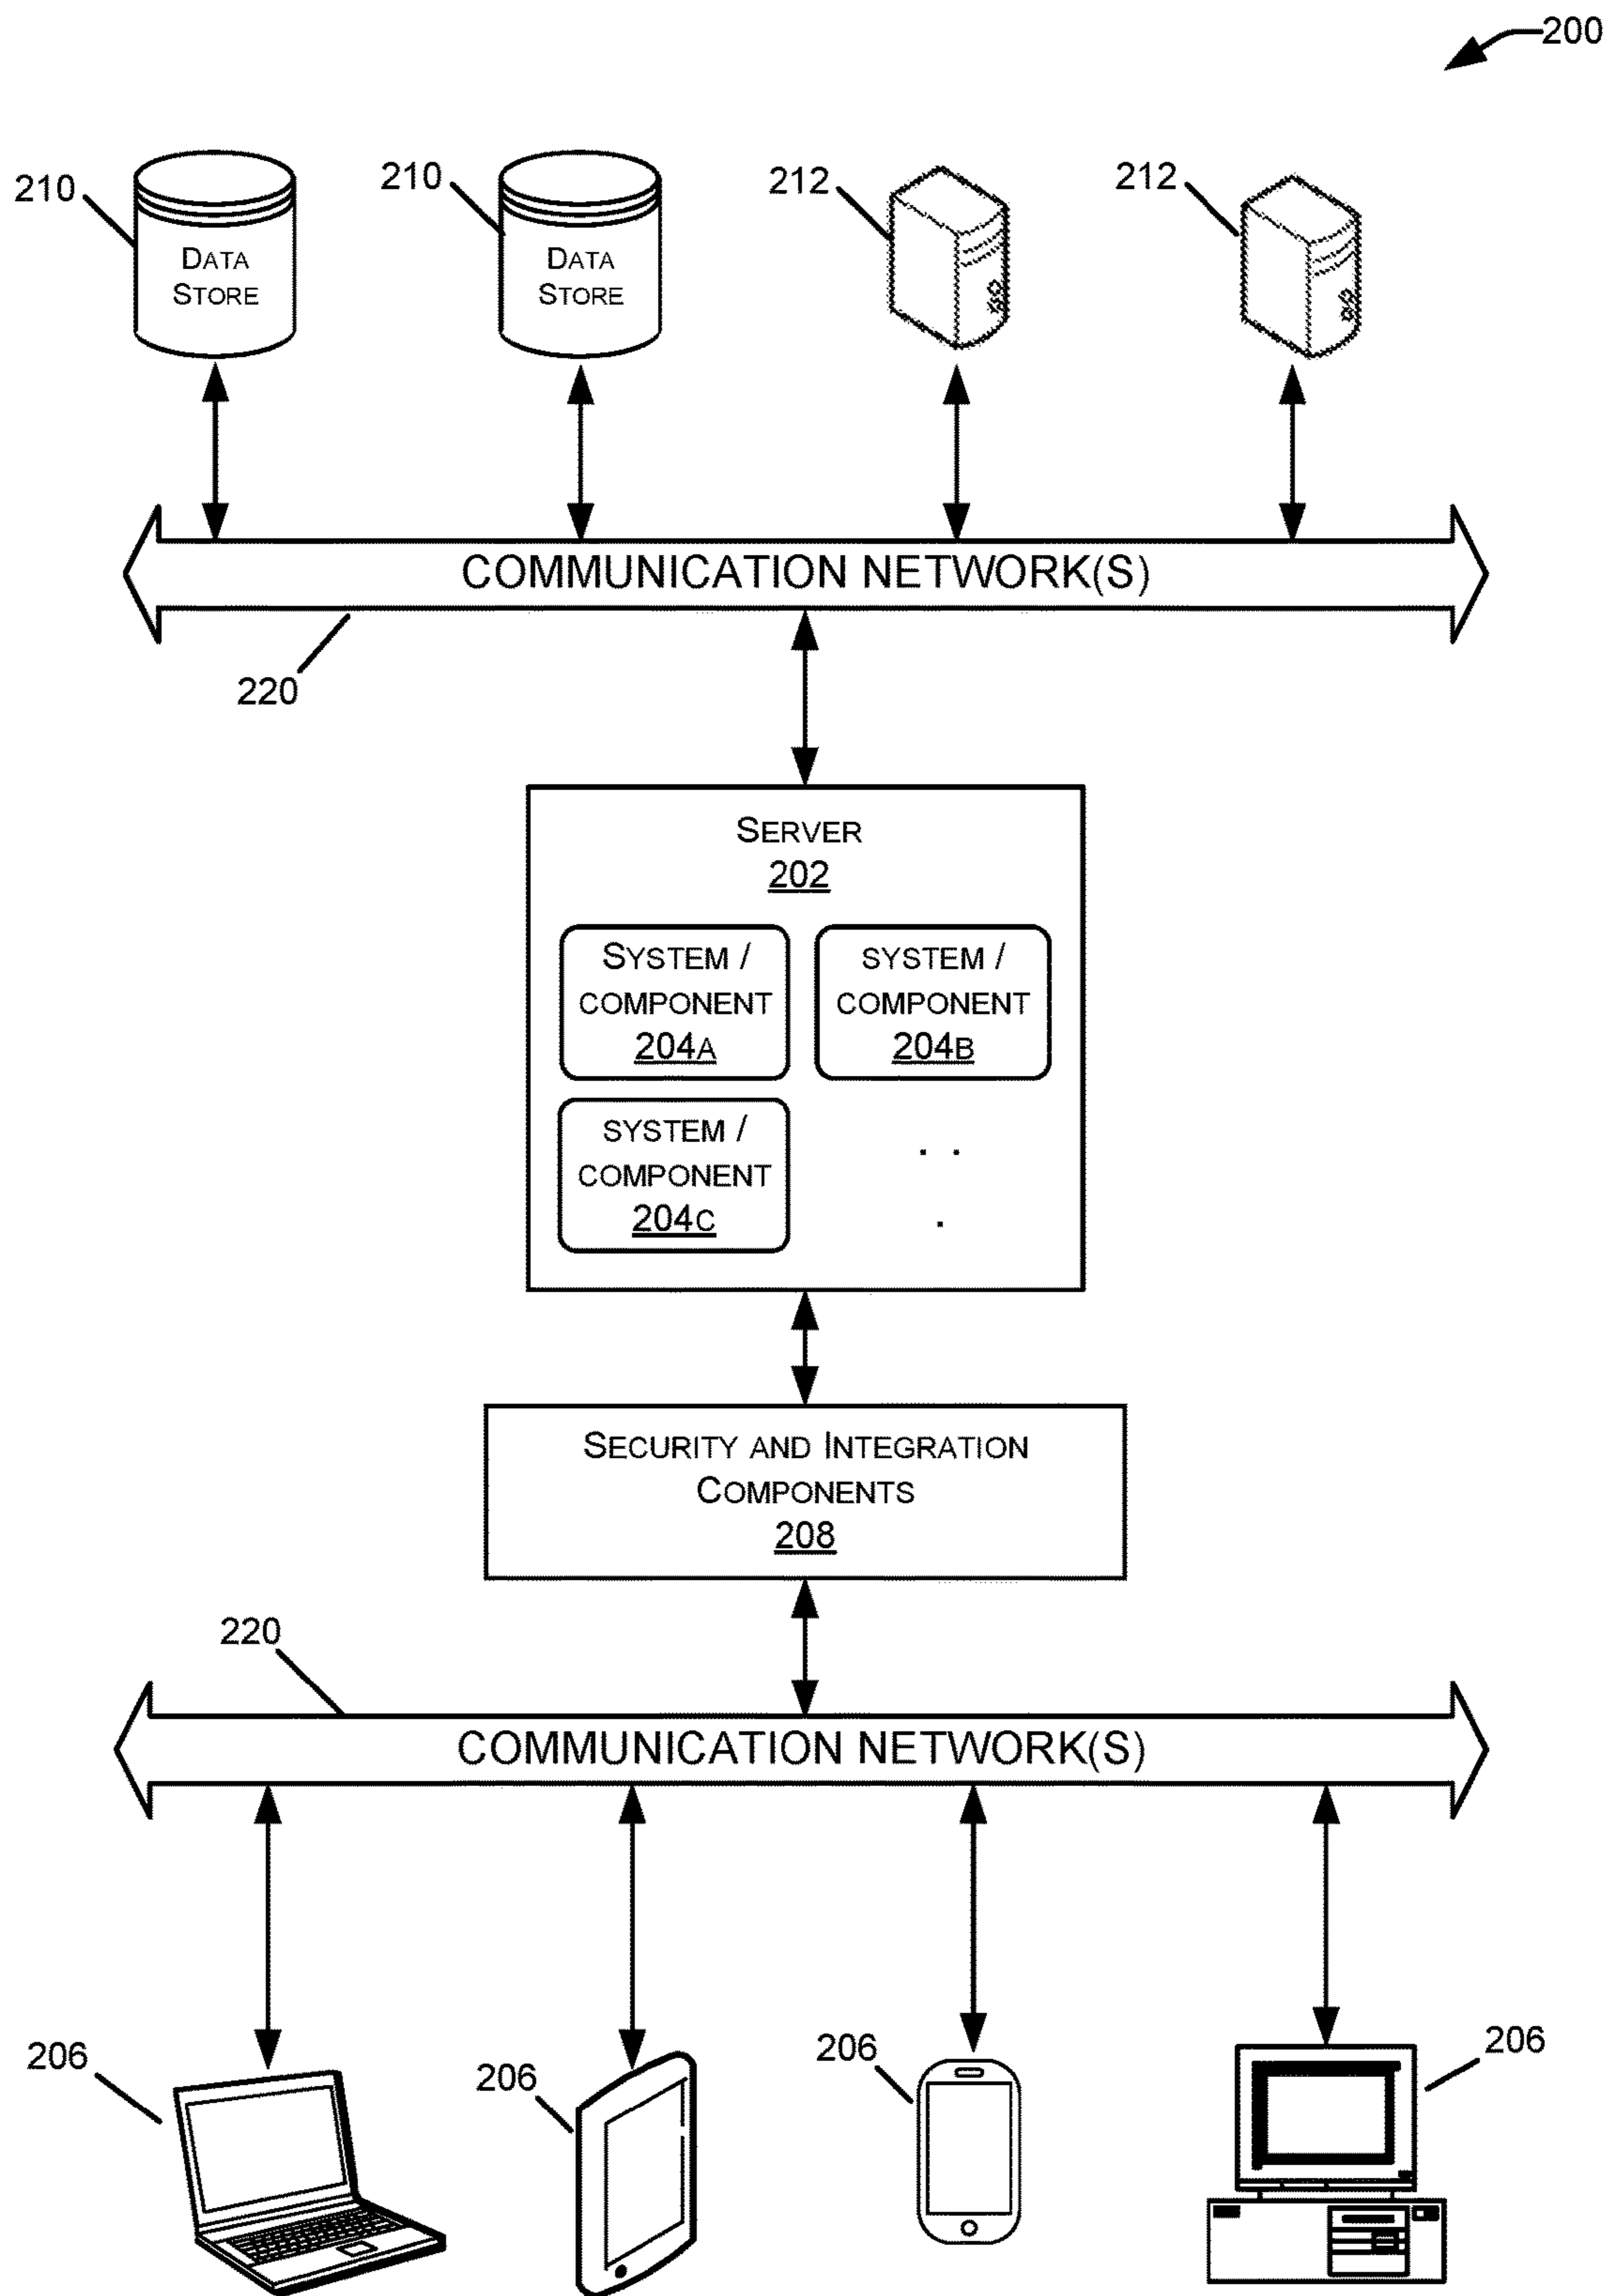 200
210
210
212
212
DATA
STORE
DATA
STORE
COMMUNICATION NETWORK(S)
220
SERVER
202
SYSTEM /
COMPONENT
204A
SYSTEM /
COMPONENT
204B
SYSTEM /
COMPONENT
204C
. .
.
SECURITY AND INTEGRATION
COMPONENTS
208
220
COMMUNICATION NETWORK(S)
206
206
206
206